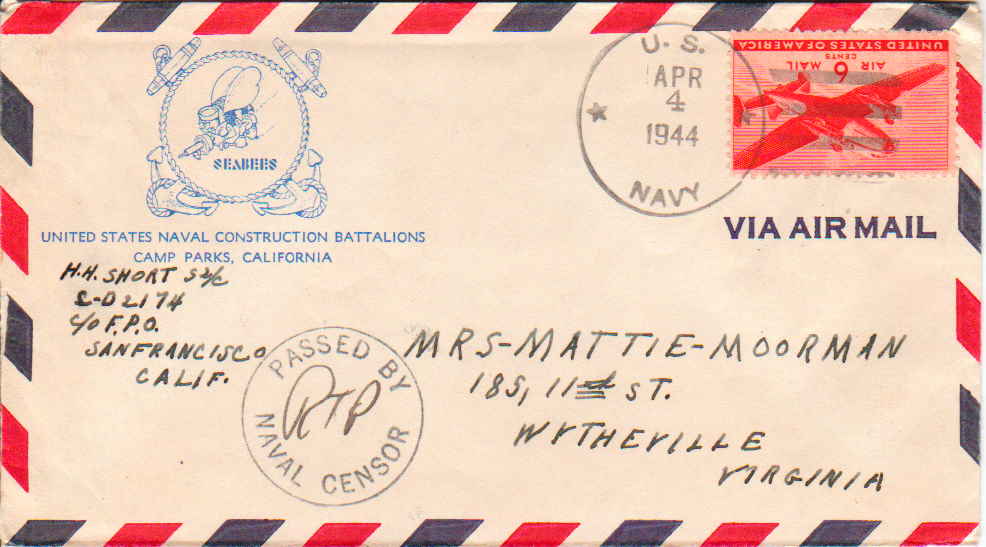 SEABEES
UNITED STATES NAVAL CONSTRUCTION BATTALIONS
CAMP PARKS, CALIFORNIA
H.H. SHORT S2/C
C-D2174
c/o F.P.O.
SANFRANCISCO
CALIF.
U. S.
APR
4
1944
NAVY
UNITED STATES OF AMERICA
AIR MAIL
6 CENTS
VIA AIR MAIL
PASSED BY
NAVAL CENSOR
MRS-MATTIE-MOORMAN
185, 11th ST.
WYTHEVILLE
VIRGINIA